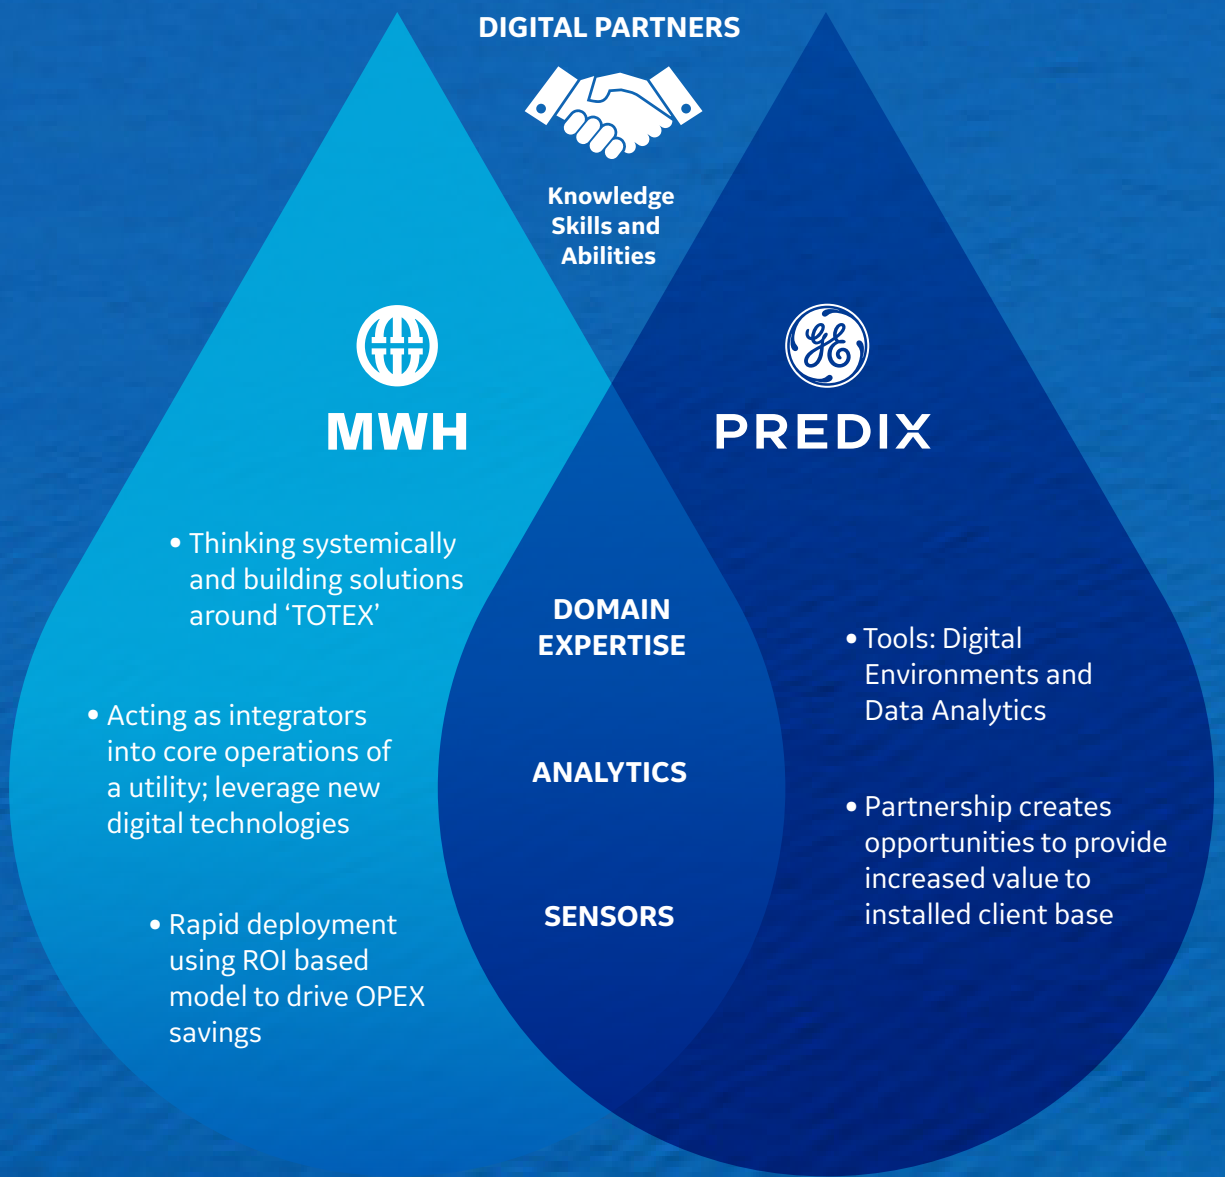 DIGITAL PARTNERS
Knowledge
Skills and
Abilities
MWH
• Thinking systemically
and building solutions
around ‘TOTEX’
• Acting as integrators
into core operations of
a utility; leverage new
digital technologies
• Rapid deployment
using ROI based
model to drive OPEX
savings
DOMAIN
EXPERTISE
ANALYTICS
SENSORS
GE
PREDIX
• Tools: Digital
Environments and
Data Analytics
• Partnership creates
opportunities to provide
increased value to
installed client base